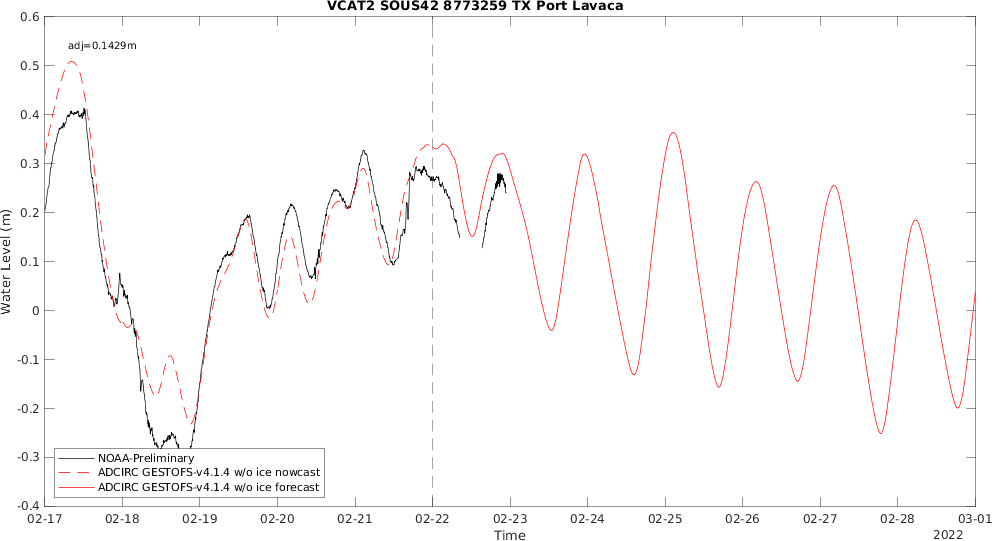 VCAT2 SOUS42 8773259 TX Port Lavaca
adj=0.1429m
0.6
0.5
0.4
0.3
0.2
0.1
0
-0.1
-0.2
-0.3
-0.4
Water Level (m)
NOAA-Preliminary
ADCIRC GESTOFS-v4.1.4 w/o ice nowcast
ADCIRC GESTOFS-v4.1.4 w/o ice forecast
02-17 02-18 02-19 02-20 02-21 02-22 02-23 02-24 02-25 02-26 02-27 02-28 03-01
Time
2022